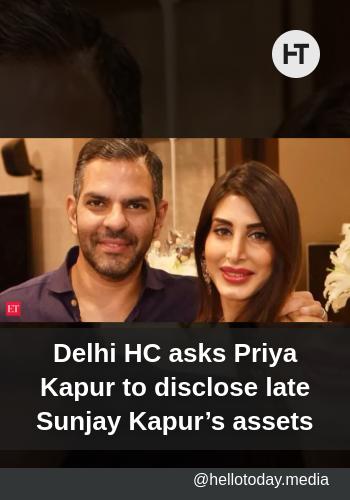 HT
ET
Delhi HC asks Priya
Kapur to disclose late
Sunjay Kapur’s assets
@hellotoday.media